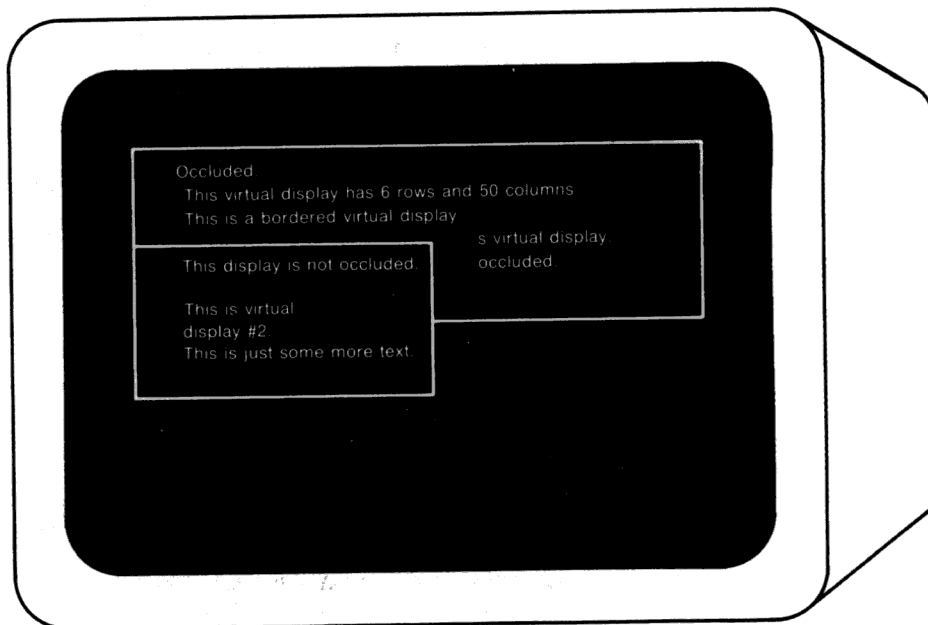 Occluded.
This virtual display has 6 rows and 50 columns
This is a bordered virtual display
s virtual display.
occluded.
This display is not occluded.
This is virtual
display #2.
This is just some more text.